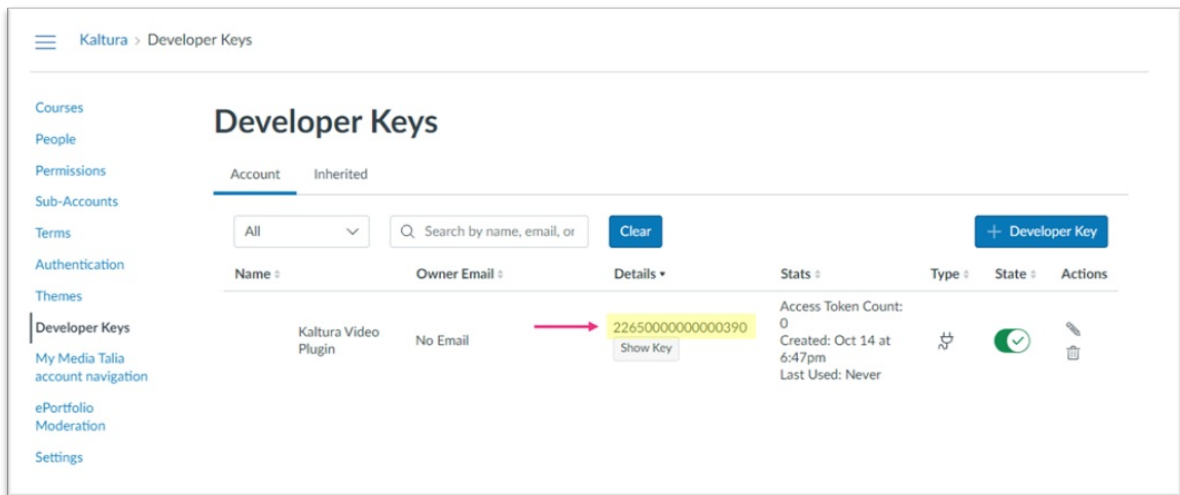 Kaltura > Developer Keys
Courses
People
Permissions
Sub-Accounts
Terms
Authentication
Themes
Developer Keys
My Media Talia
account navigation
ePortfolio
Moderation
Settings
Developer Keys
Account Inherited
All Search by name, email, or Clear + Developer Key
Name Owner Email Details Stats Type State Actions
Kaltura Video
Plugin
No Email
22650000000000390
Show Key
Access Token Count:
0
Created: Oct 14 at
6:47pm
Last Used: Never